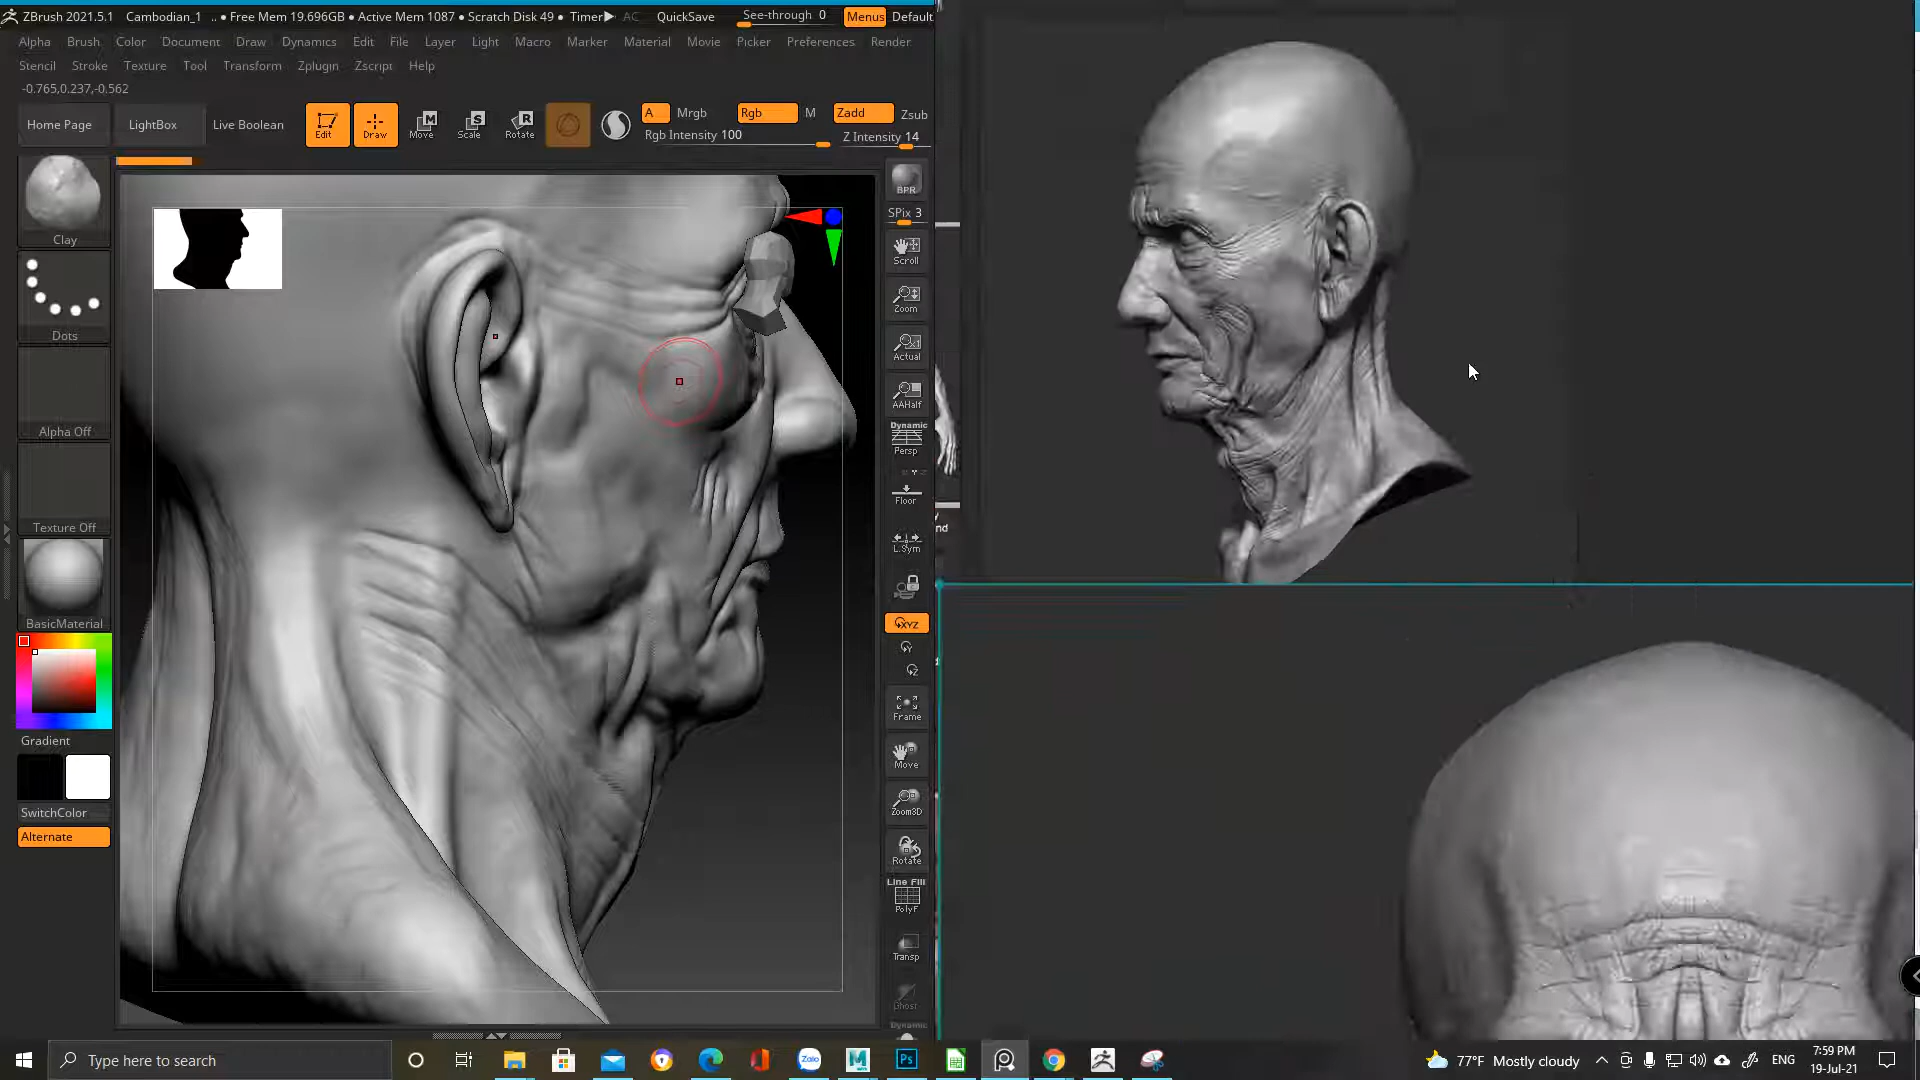 ZBrush 2021.5.1 Cambodian_1 .. ● Free Mem 19.696GB ● Active Mem 1087 ● Scratch Disk 49 ● Timer▶ AC QuickSave See-through 0 Menus Default
Alpha Brush Color Document Draw Dynamics Edit File Layer Light Macro Marker Material Movie Picker Preferences Render
Stencil Stroke Texture Tool Transform Zplugin Zscript Help
-0.765,0.237,-0.562
Home Page LightBox Live Boolean Edit Draw Move Scale Rotate A Mrgb Rgb M Zadd Zsub
Rgb Intensity 100 Z Intensity 14
Clay
Dots
Alpha Off
Texture Off
BasicMaterial
Gradient
SwitchColor
Alternate
BPR
SPix 3
Scroll
Zoom
Actual
AAHalf
Dynamic
Persp
Floor
L.Sym
XYZ
Y
Z
Frame
Move
Zoom3D
Rotate
Line Fill
PolyF
Transp
Ghost
Dynamic
nd
Type here to search
Zalo
Ps
77°F Mostly cloudy ENG
7:59 PM
19-Jul-21